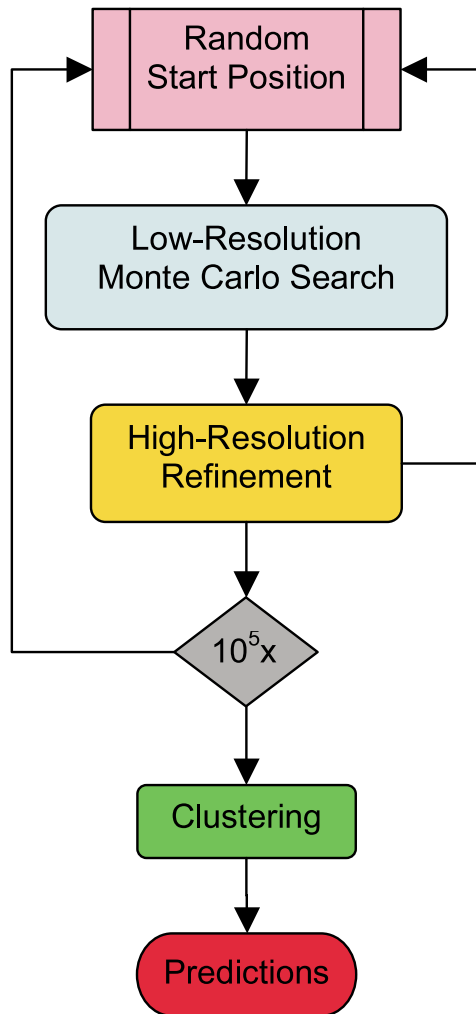 Random
Start Position
Low-Resolution
Monte Carlo Search
High-Resolution
Refinement
10⁵x
Clustering
Predictions